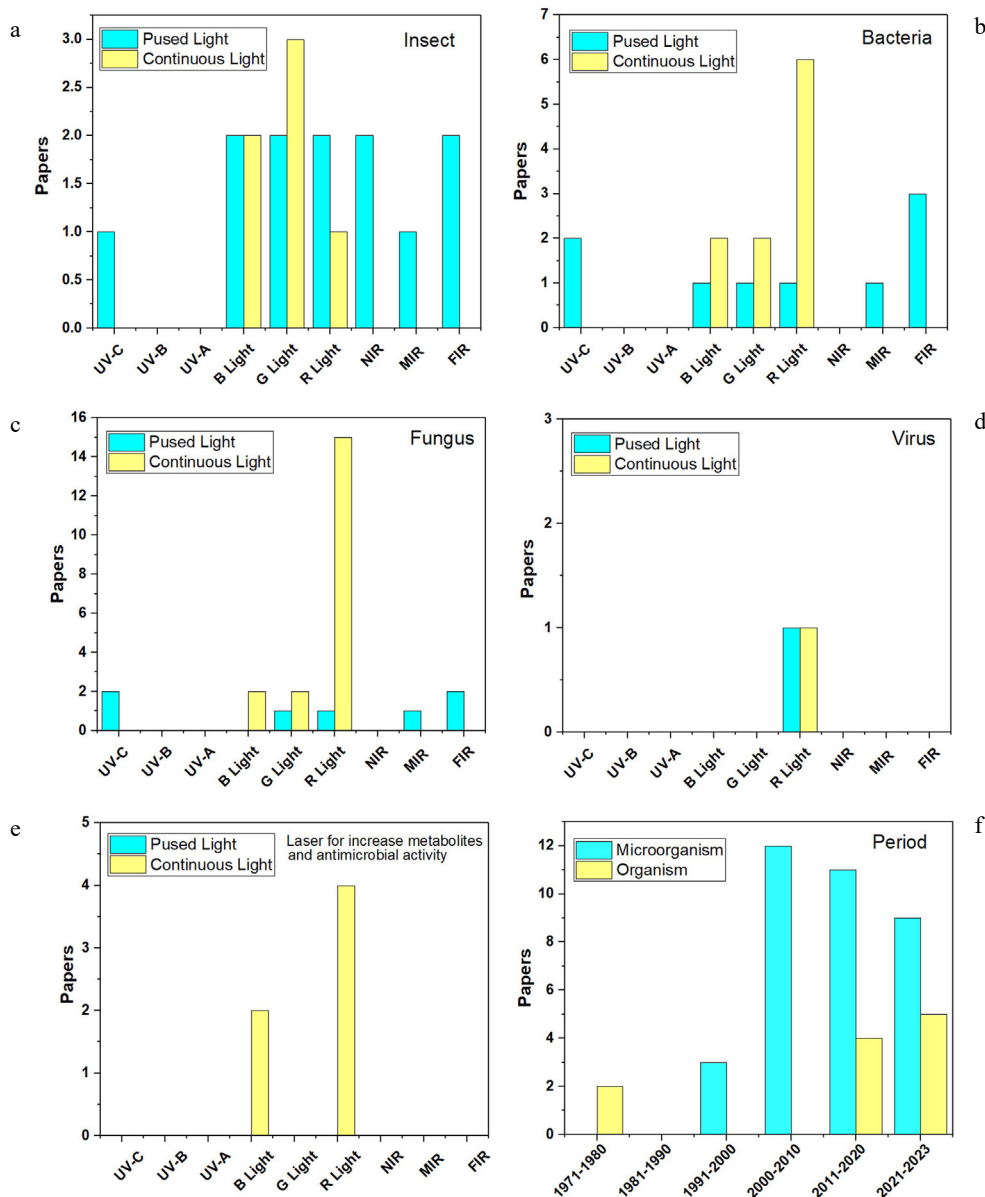 a
Insect
Pused Light
Continuous Light
Papers
3.0
2.5
2.0
1.5
1.0
0.5
0.0
UV-C UV-B UV-A B Light G Light R Light NIR MIR FIR
b
Bacteria
Pused Light
Continuous Light
Papers
7
6
5
4
3
2
1
0
UV-C UV-B UV-A B Light G Light R Light NIR MIR FIR
c
Fungus
Pused Light
Continuous Light
Papers
16
14
12
10
8
6
4
2
0
UV-C UV-B UV-A B Light G Light R Light NIR MIR FIR
d
Virus
Pused Light
Continuous Light
Papers
3
2
1
0
UV-C UV-B UV-A B Light G Light R Light NIR MIR FIR
e
Laser for increase metabolites
and antimicrobial activity
Pused Light
Continuous Light
Papers
5
4
3
2
1
0
UV-C UV-B UV-A B Light G Light R Light NIR MIR FIR
f
Period
Microorganism
Organism
Papers
12
10
8
6
4
2
0
1971-1980 1981-1990 1991-2000 2000-2010 2011-2020 2021-2023